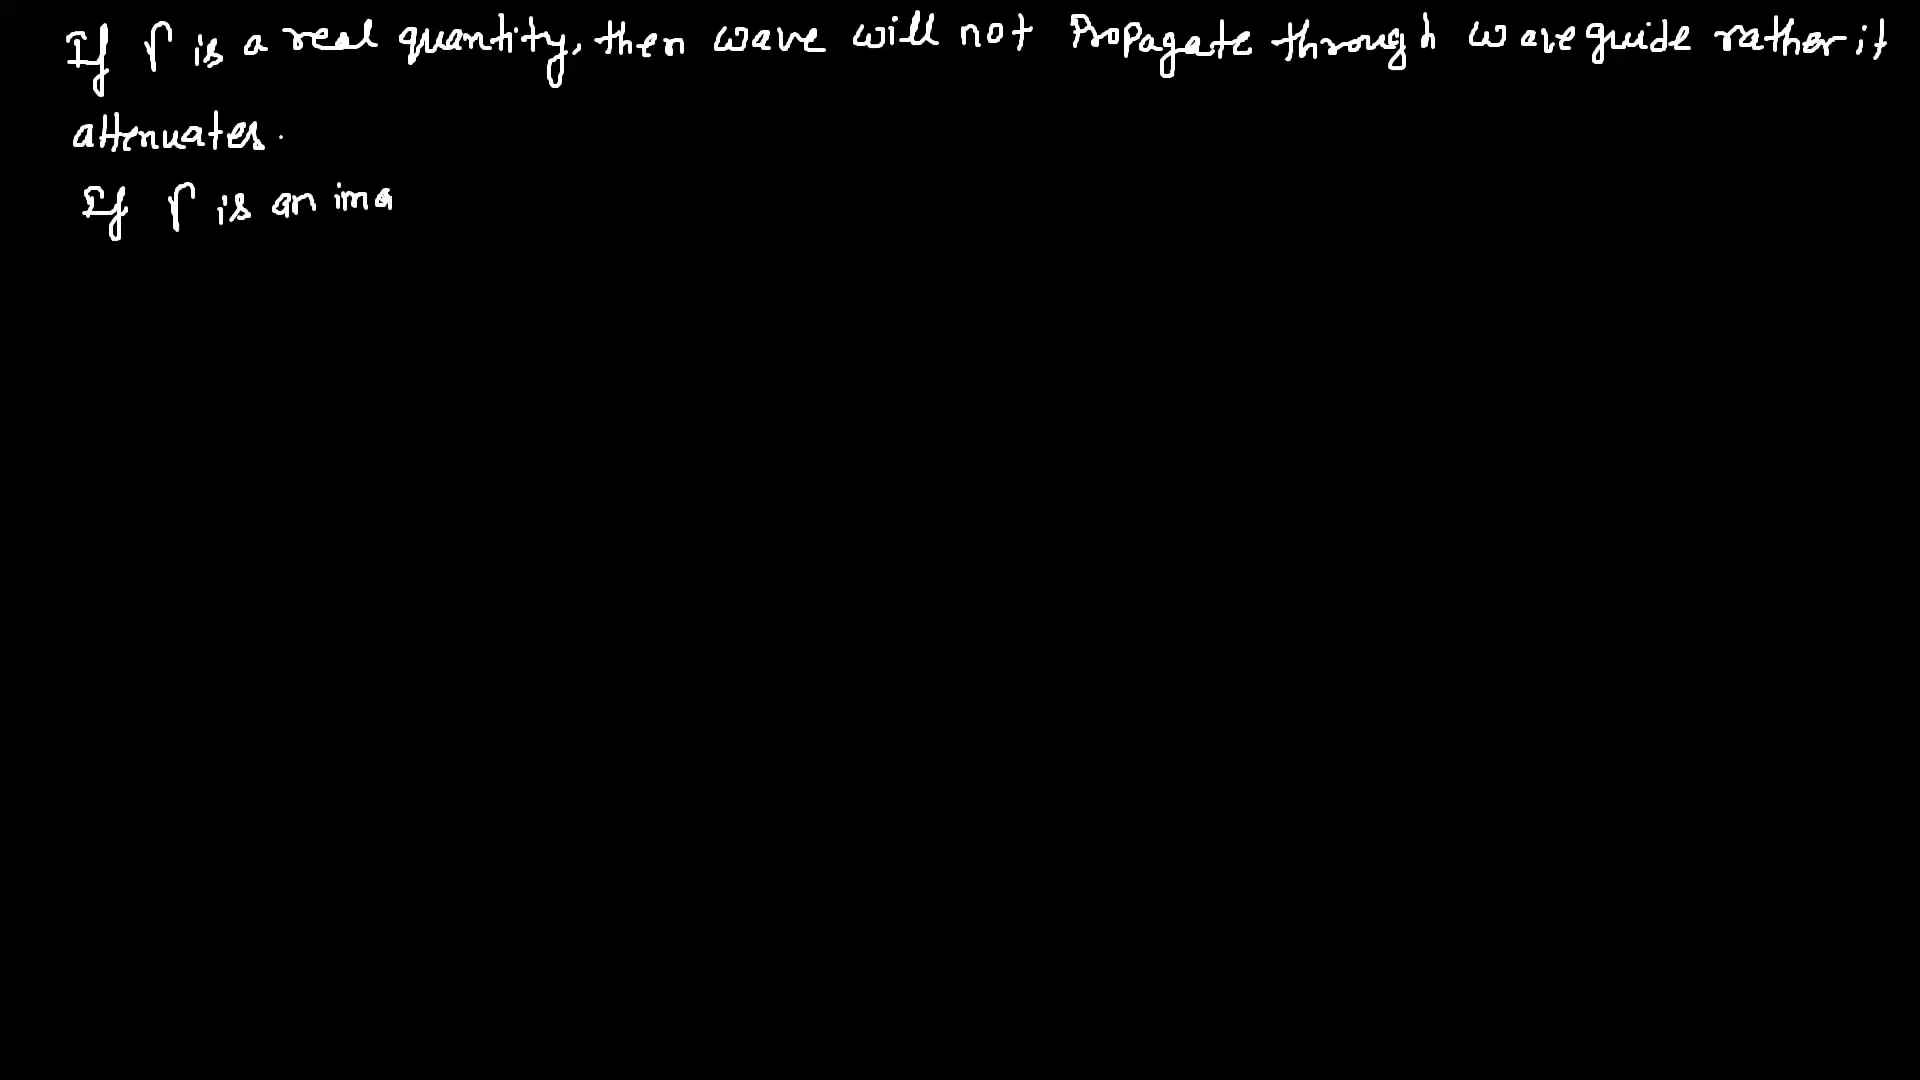 If Γ is a real quantity, then wave will not Propagate through waveguide rather it
attenuates.
If Γ is an ima